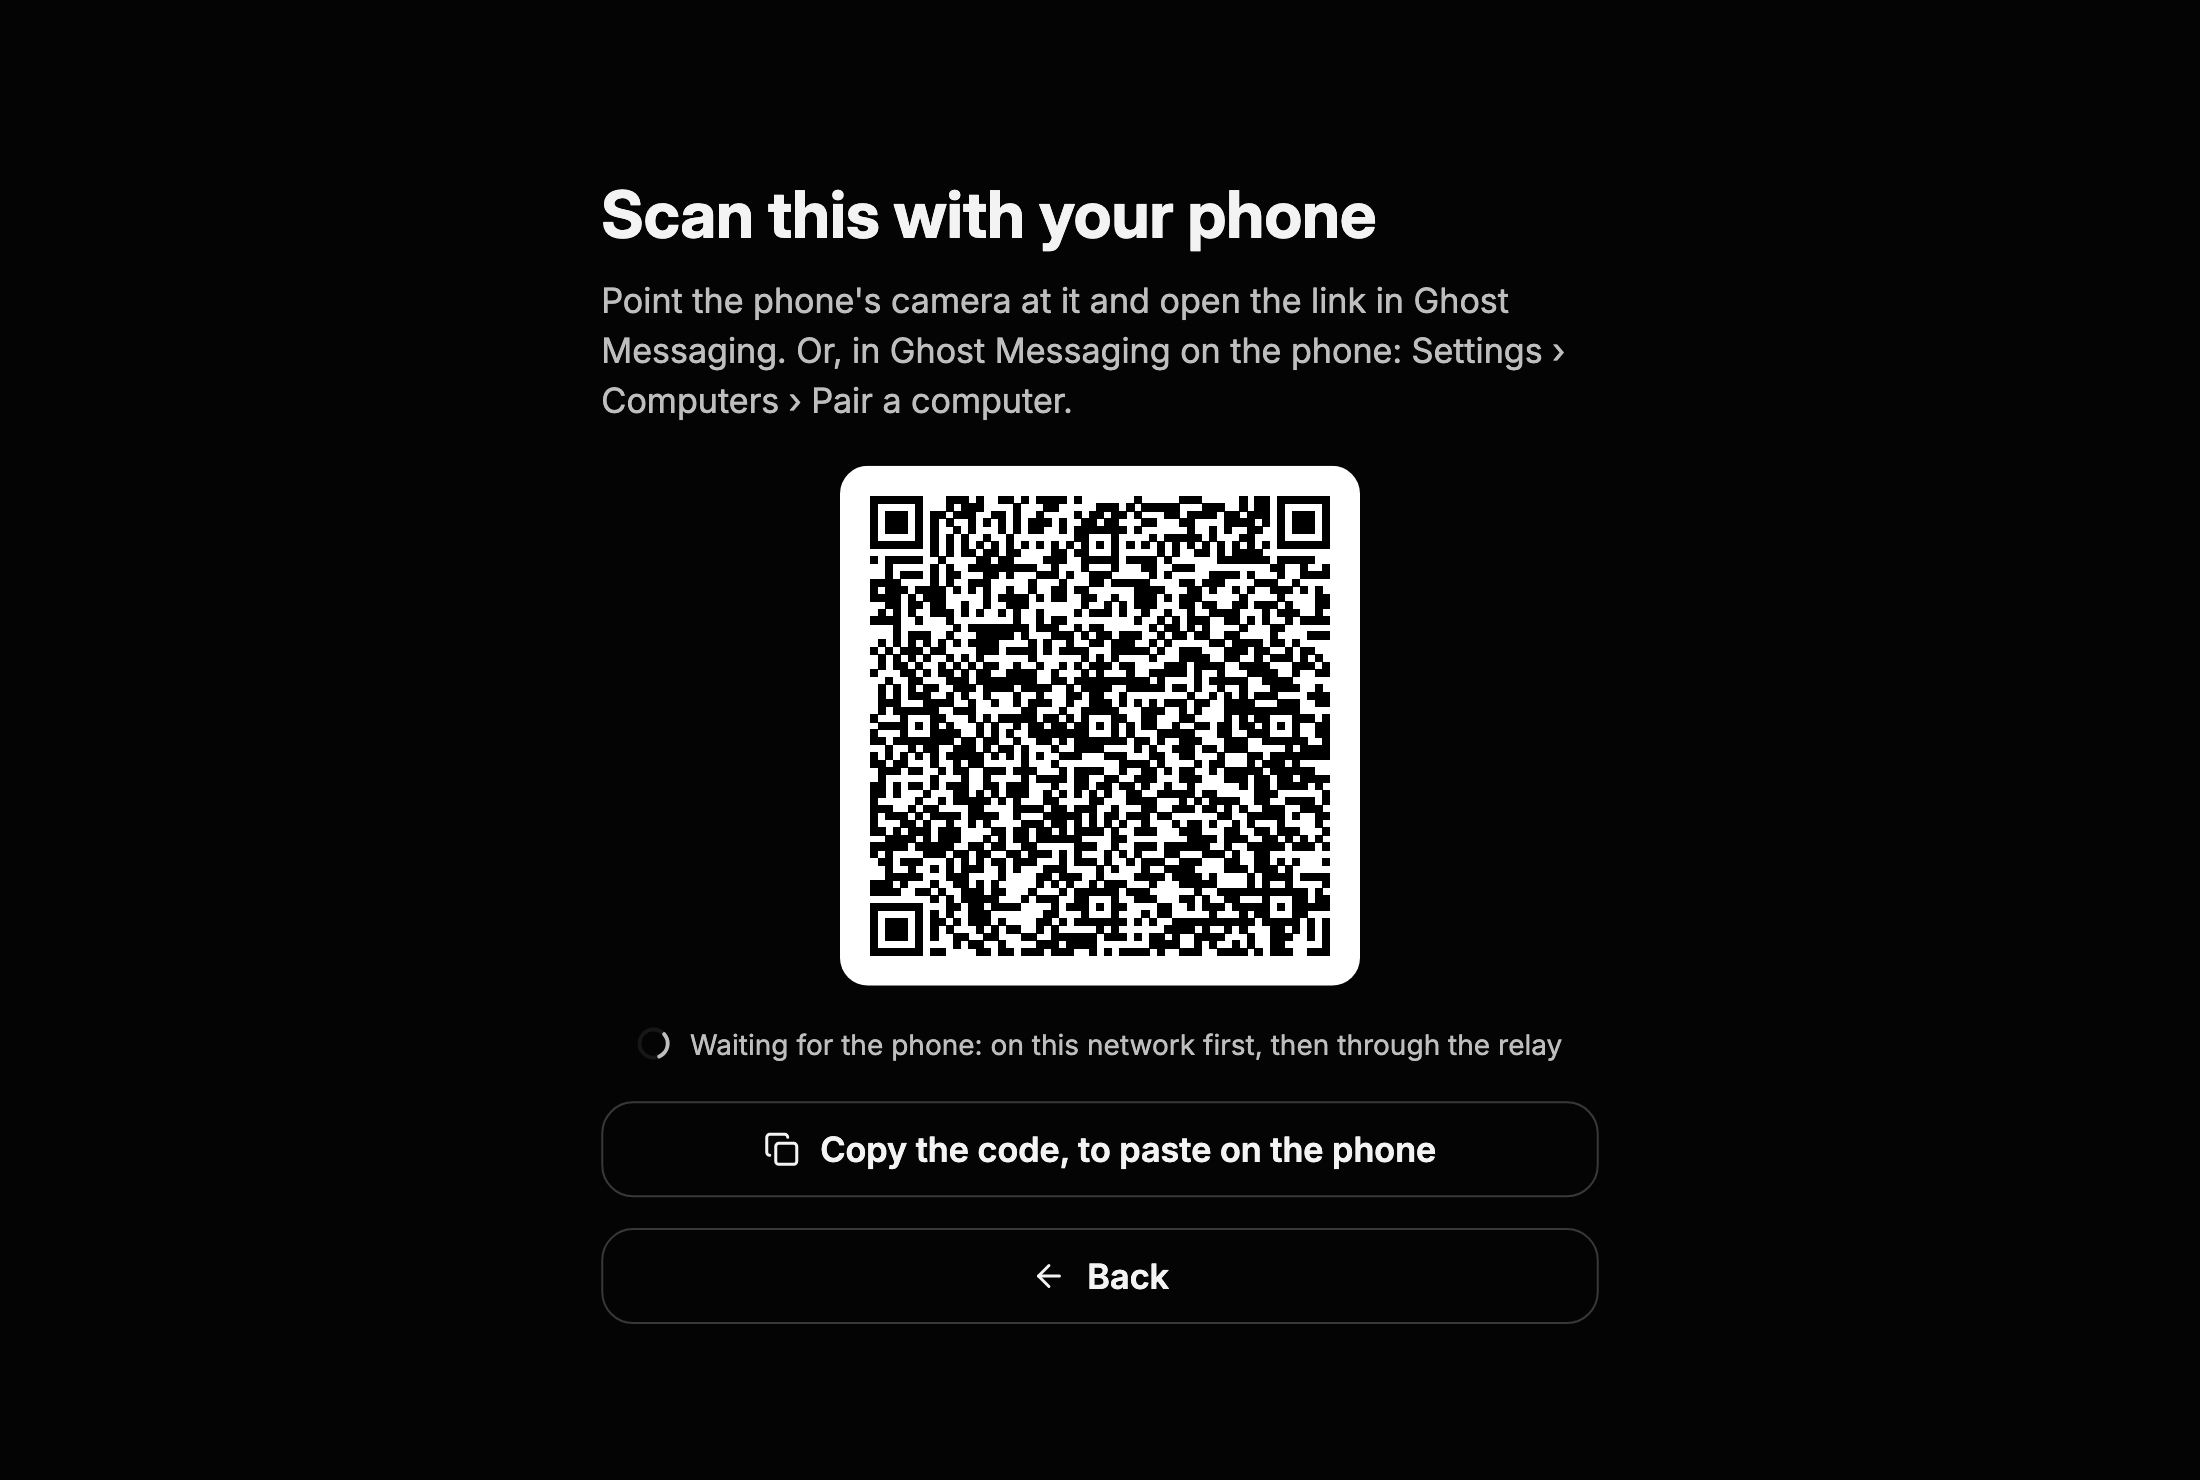 Scan this with your phone
Point the phone's camera at it and open the link in Ghost
Messaging. Or, in Ghost Messaging on the phone: Settings ›
Computers › Pair a computer.
Waiting for the phone: on this network first, then through the relay
Copy the code, to paste on the phone
Back